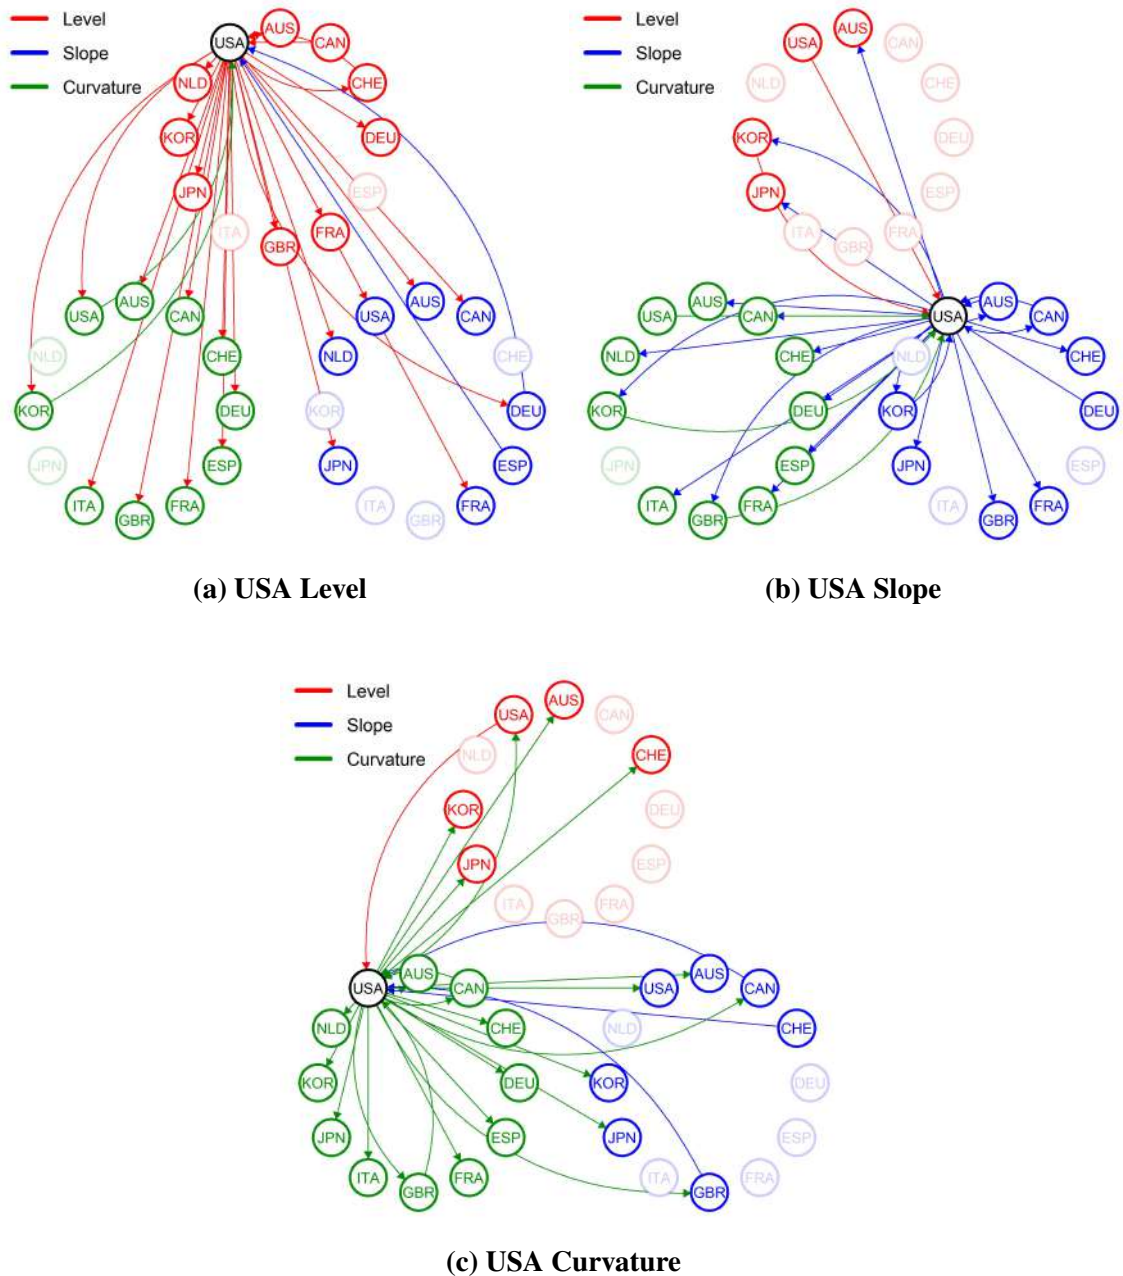 Level
Slope
Curvature
USA
AUS
CAN
CHE
NLD
KOR
DEU
JPN
ESP
ITA
GBR
FRA
USA
AUS
CAN
NLD
CHE
KOR
DEU
JPN
ESP
ITA
GBR
FRA
USA
AUS
CAN
NLD
CHE
KOR
DEU
JPN
ESP
ITA
GBR
FRA
(a) USA Level
Level
Slope
Curvature
USA
AUS
CAN
NLD
CHE
KOR
DEU
JPN
ESP
ITA
GBR
FRA
USA
AUS
CAN
NLD
CHE
KOR
DEU
JPN
ESP
ITA
GBR
FRA
USA
AUS
CAN
NLD
CHE
KOR
DEU
JPN
ESP
ITA
GBR
FRA
(b) USA Slope
Level
Slope
Curvature
USA
AUS
CAN
NLD
CHE
KOR
DEU
JPN
ESP
ITA
GBR
FRA
USA
AUS
CAN
NLD
CHE
KOR
DEU
JPN
ESP
ITA
GBR
FRA
USA
AUS
CAN
NLD
CHE
KOR
DEU
JPN
ESP
ITA
GBR
FRA
(c) USA Curvature